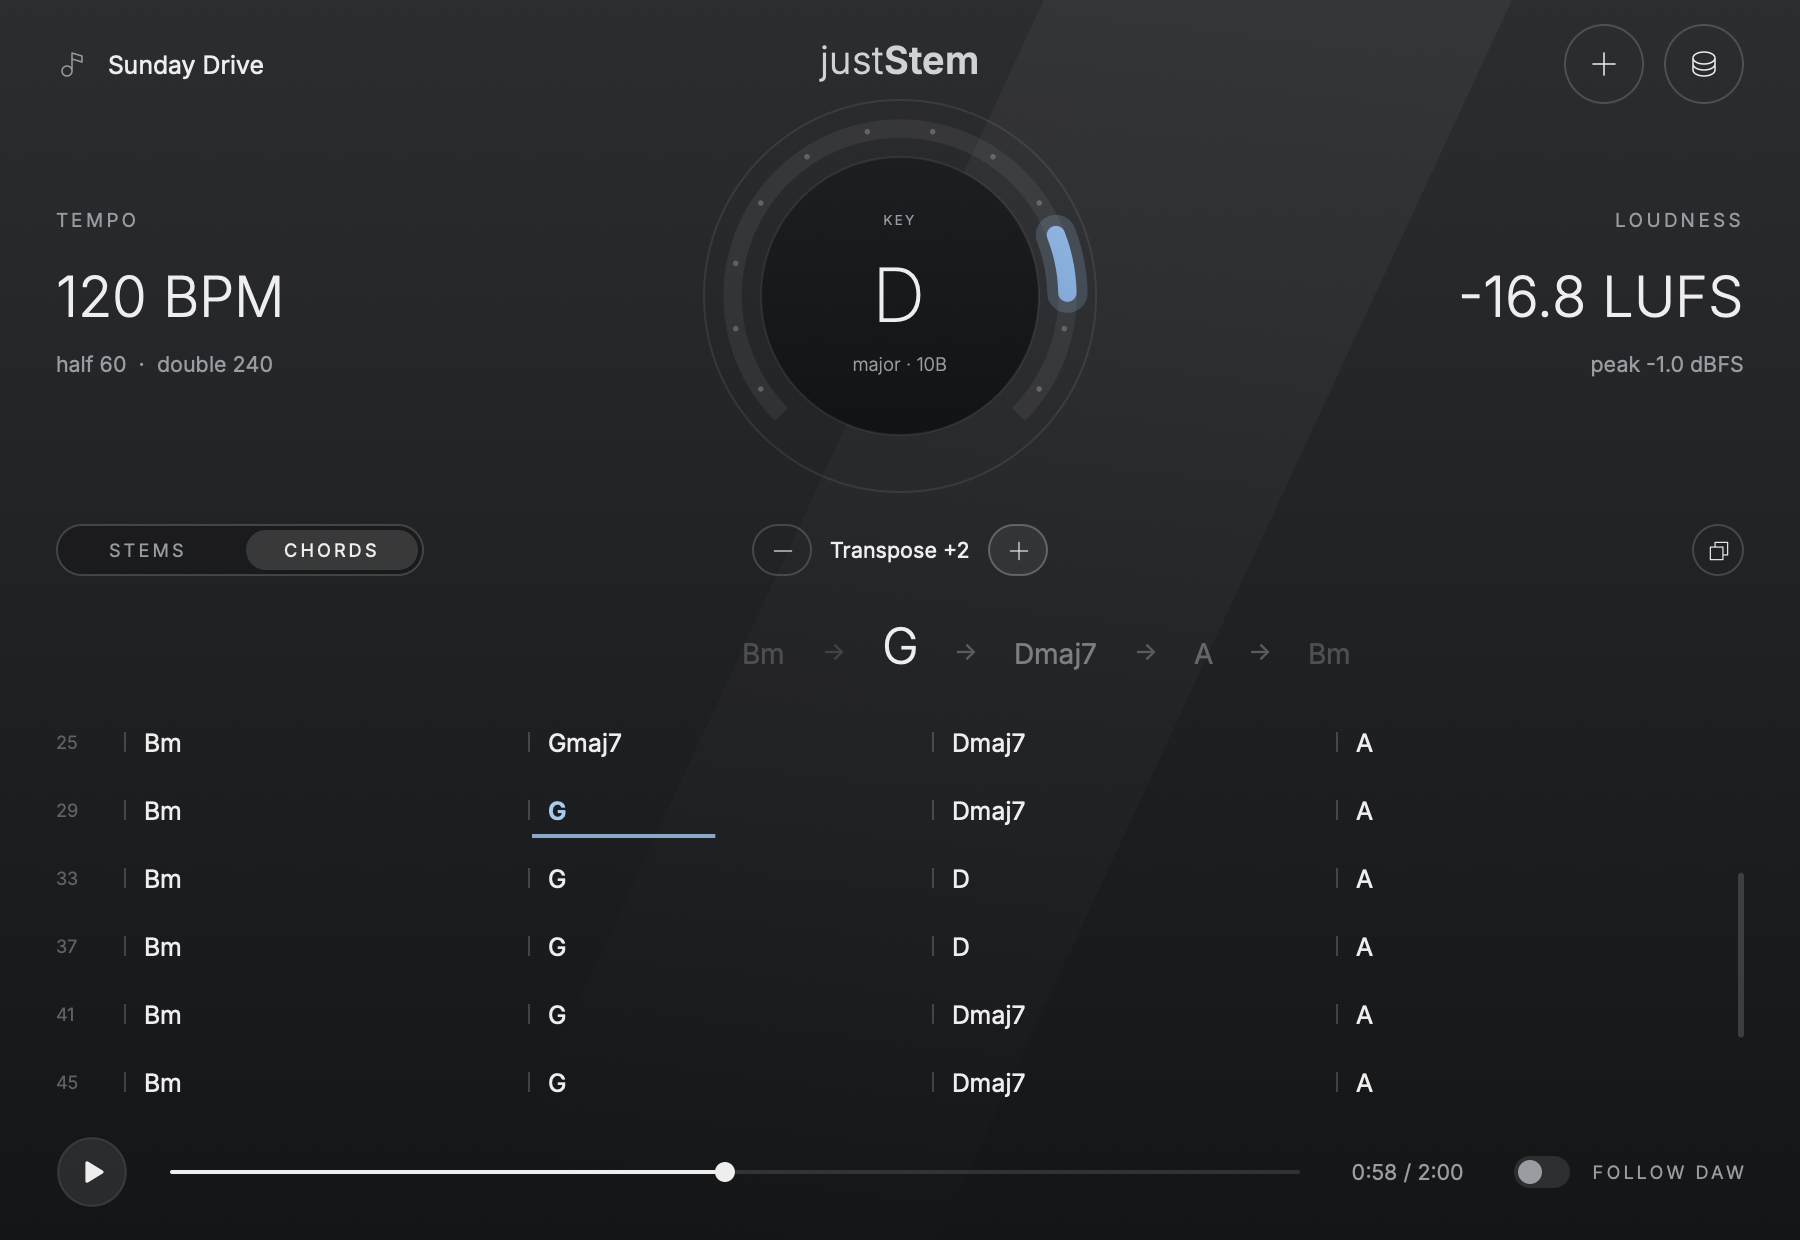 Sunday Drive
justStem
TEMPO
120 BPM
half 60 · double 240
KEY
D
major · 10B
LOUDNESS
-16.8 LUFS
peak -1.0 dBFS
STEMS CHORDS
Transpose +2
Bm → G → Dmaj7 → A → Bm
25 Bm Gmaj7 Dmaj7 A
29 Bm G Dmaj7 A
33 Bm G D A
37 Bm G D A
41 Bm G Dmaj7 A
45 Bm G Dmaj7 A
0:58 / 2:00 FOLLOW DAW